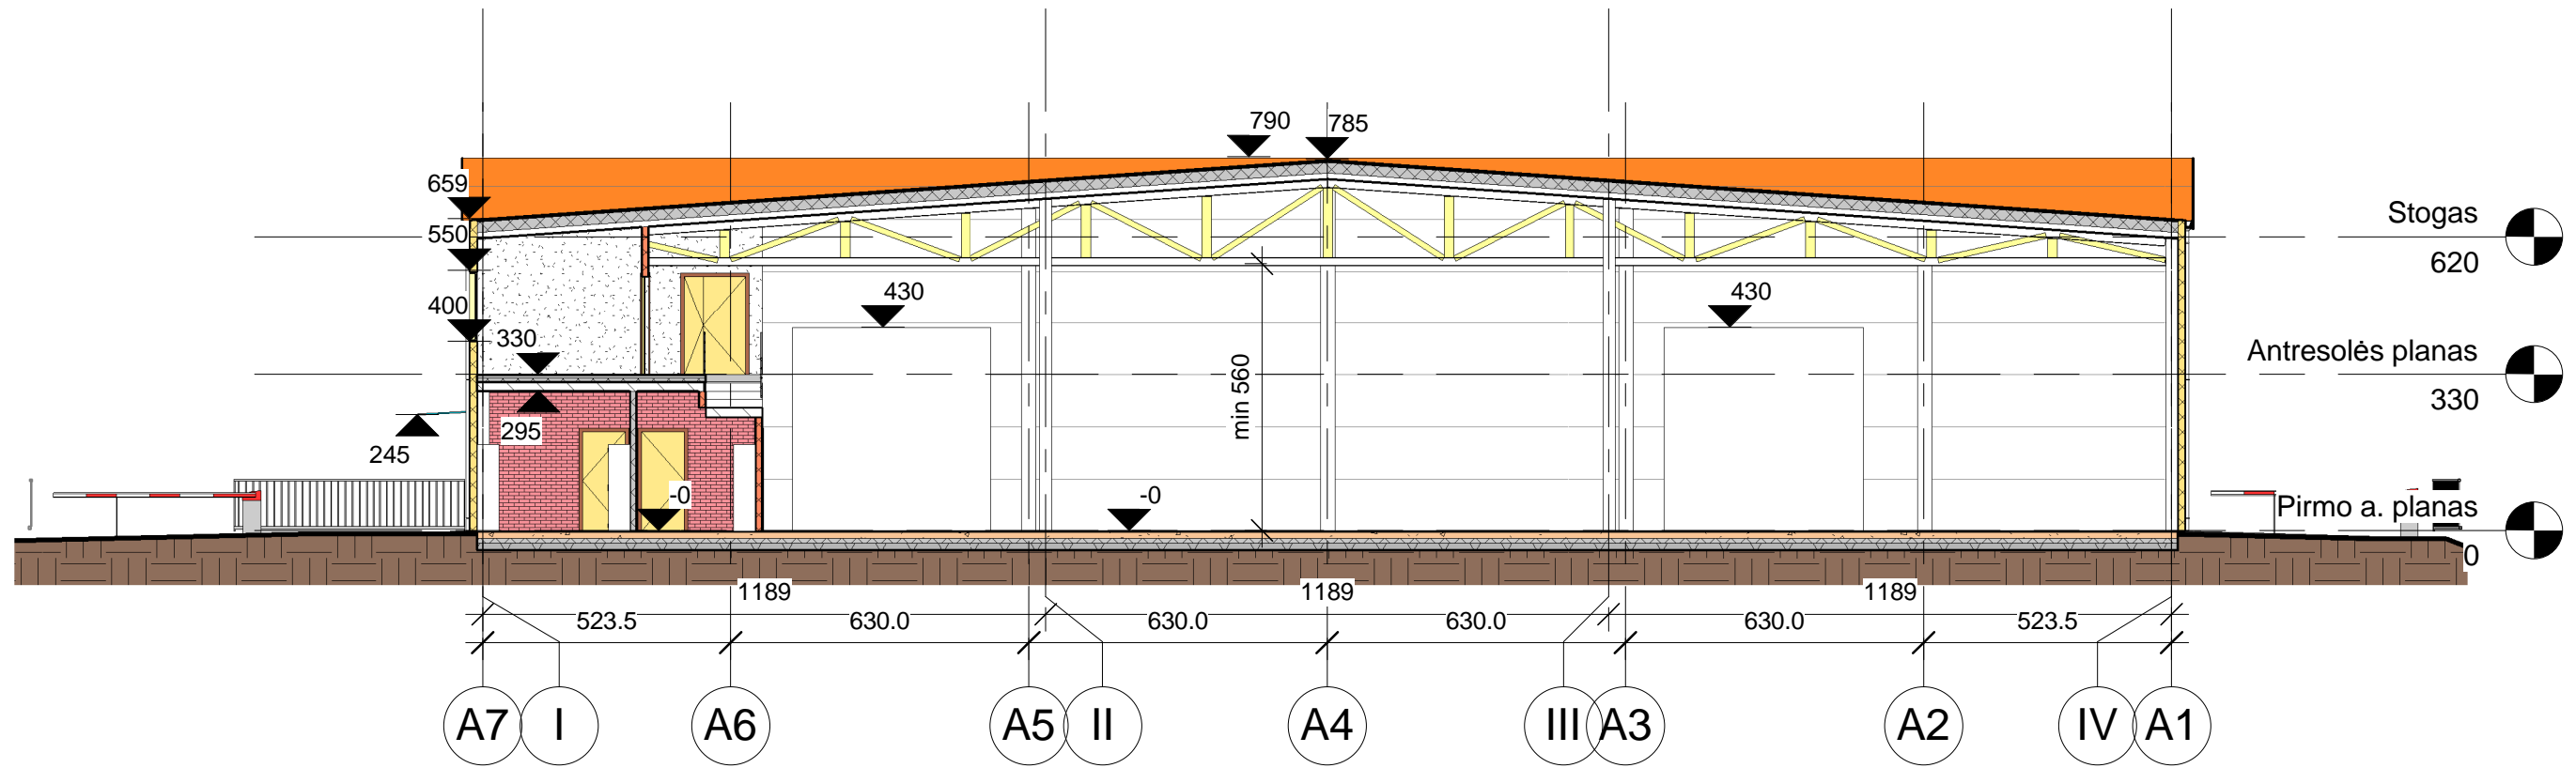 790
785
659
Stogas
550
620
430
430
400
330
Antresolės planas
min 560
330
295
245
-0
-0
Pirmo a. planas
0
1189
1189
1189
523.5
630.0
630.0
630.0
630.0
523.5
A7
I
A6
A5
II
A4
III
A3
A2
IV
A1